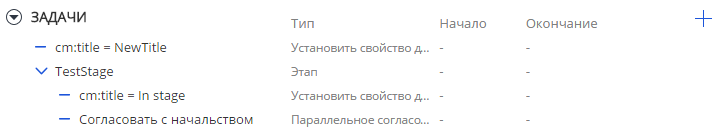 ЗАДАЧИ Тип Начало Окончание
cm:title = NewTitle Установить свойство д... - -
TestStage Этап - -
cm:title = In stage Установить свойство д... - -
Согласовать с начальством Параллельное согласо... - -